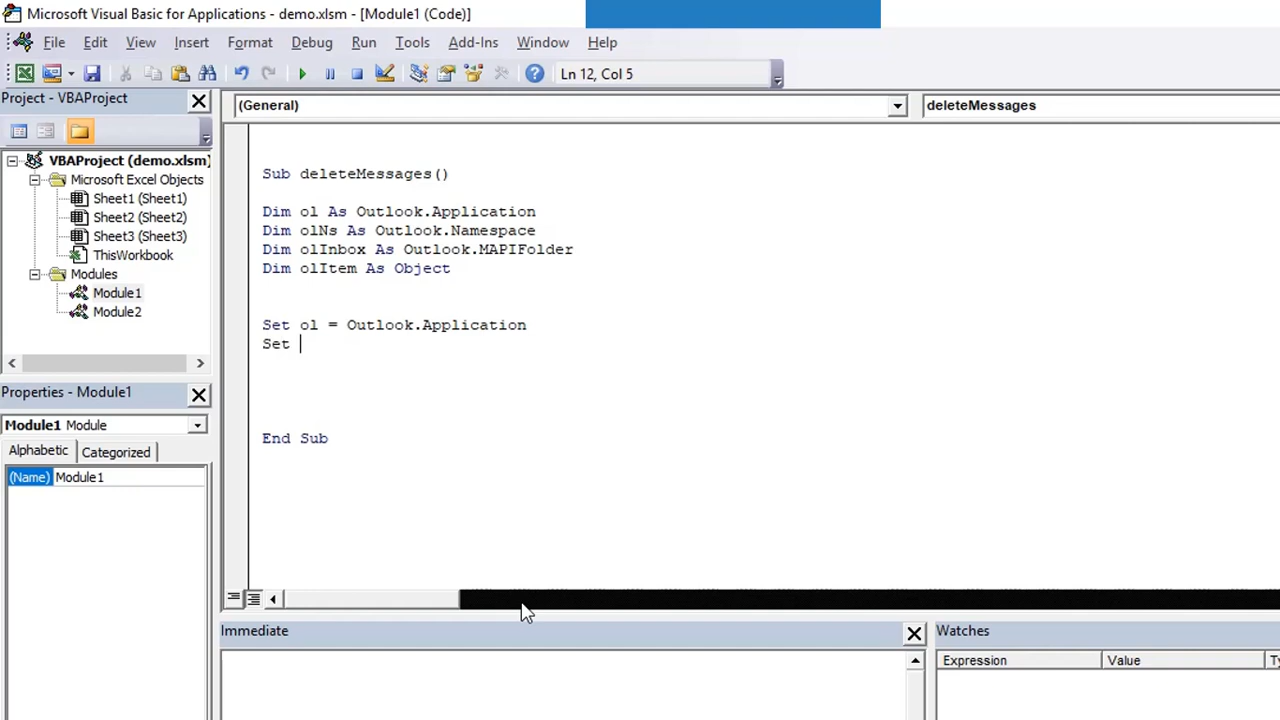 Microsoft Visual Basic for Applications - demo.xlsm - [Module1 (Code)]
File Edit View Insert Format Debug Run Tools Add-Ins Window Help
Ln 12, Col 5
Project - VBAProject
(General)
deleteMessages
VBAProject (demo.xlsm)
Microsoft Excel Objects
Sheet1 (Sheet1)
Sheet2 (Sheet2)
Sheet3 (Sheet3)
ThisWorkbook
Modules
Module1
Module2
Sub deleteMessages()
Dim ol As Outlook.Application
Dim olNs As Outlook.Namespace
Dim olInbox As Outlook.MAPIFolder
Dim olItem As Object
Set ol = Outlook.Application
Set
End Sub
Properties - Module1
Module1 Module
Alphabetic Categorized
(Name) Module1
Immediate
Watches
Expression Value Ty